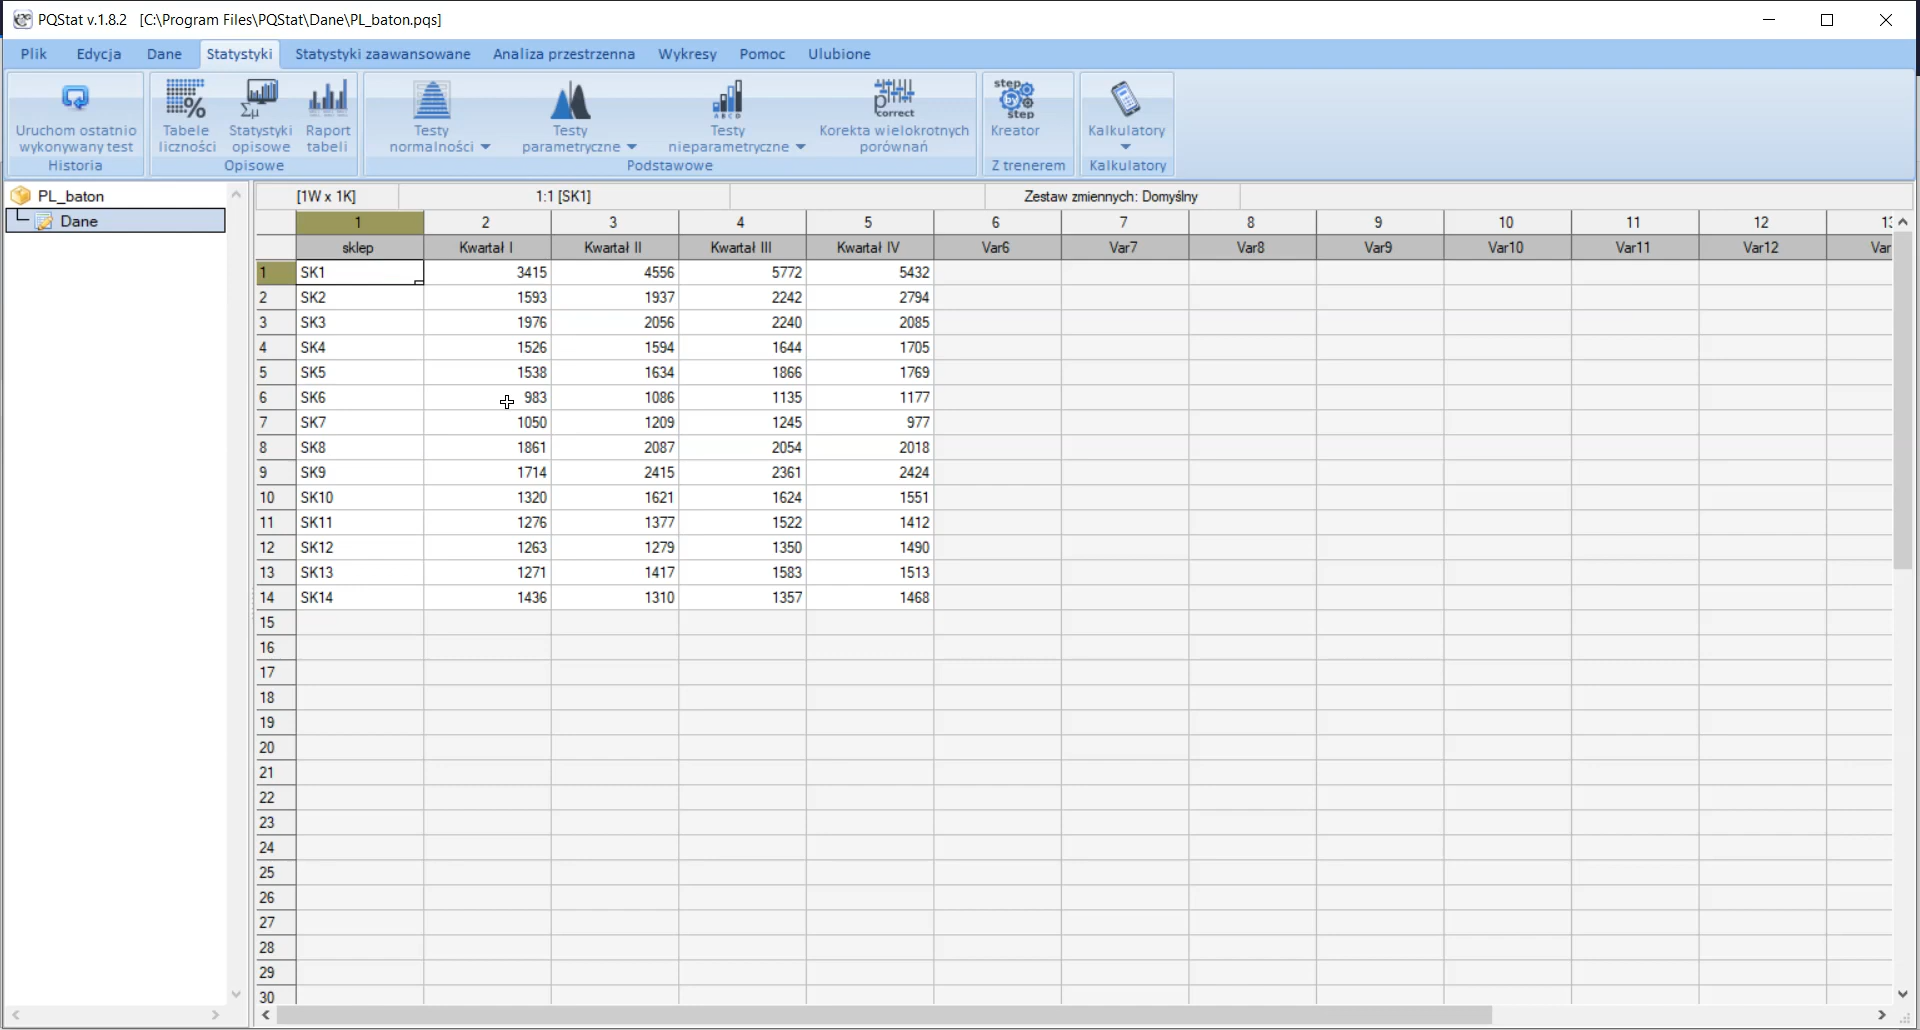 PQStat v.1.8.2 [C:\Program Files\PQStat\Dane\PL_baton.pqs]
Plik Edycja Dane Statystyki Statystyki zaawansowane Analiza przestrzenna Wykresy Pomoc Ulubione
Uruchom ostatnio wykonywany test
Historia
Tabele liczności
Statystyki opisowe
Raport tabeli
Opisowe
Testy normalności
Testy parametryczne
Testy nieparametryczne
correct
Korekta wielokrotnych porównań
Podstawowe
step by step
Kreator
Z trenerem
Kalkulatory
Kalkulatory
PL_baton
Dane
[1W x 1K] 1:1 [SK1] Zestaw zmiennych: Domyślny
1 2 3 4 5 6 7 8 9 10 11 12 13
sklep Kwartał I Kwartał II Kwartał III Kwartał IV Var6 Var7 Var8 Var9 Var10 Var11 Var12 Var
1 SK1 3415 4556 5772 5432
2 SK2 1593 1937 2242 2794
3 SK3 1976 2056 2240 2085
4 SK4 1526 1594 1644 1705
5 SK5 1538 1634 1866 1769
6 SK6 983 1086 1135 1177
7 SK7 1050 1209 1245 977
8 SK8 1861 2087 2054 2018
9 SK9 1714 2415 2361 2424
10 SK10 1320 1621 1624 1551
11 SK11 1276 1377 1522 1412
12 SK12 1263 1279 1350 1490
13 SK13 1271 1417 1583 1513
14 SK14 1436 1310 1357 1468
15
16
17
18
19
20
21
22
23
24
25
26
27
28
29
30